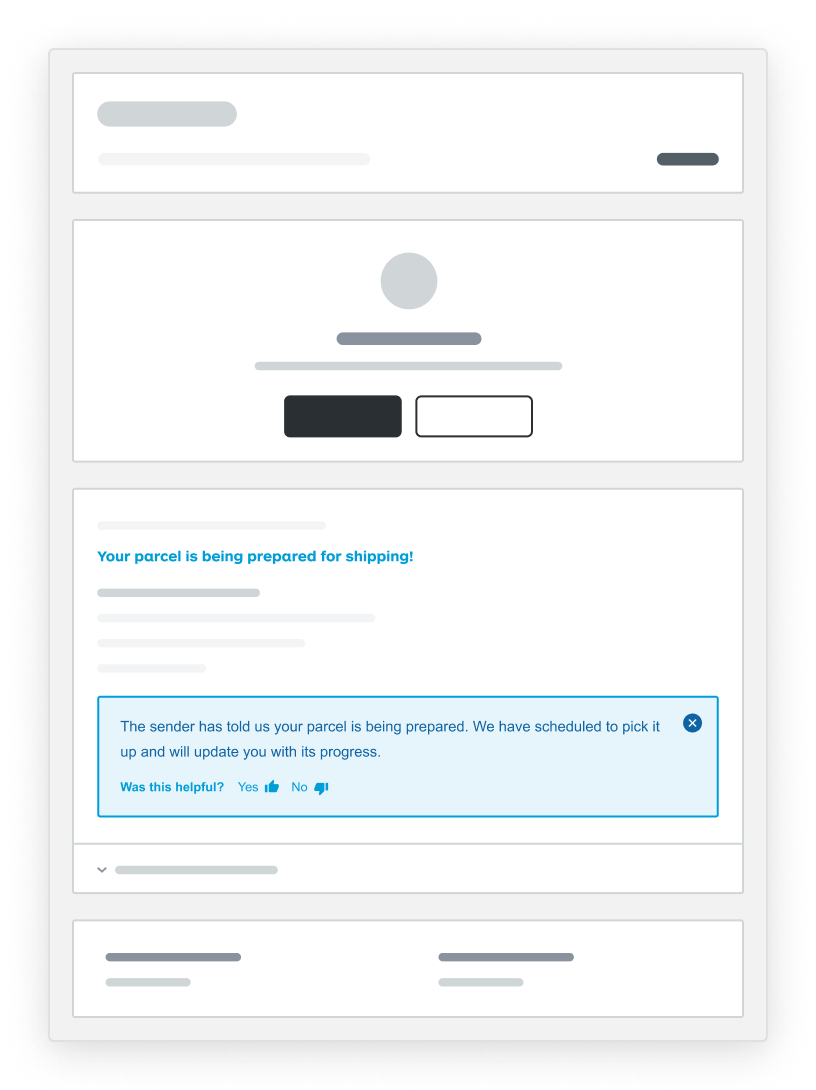 Your parcel is being prepared for shipping!
The sender has told us your parcel is being prepared. We have scheduled to pick it
up and will update you with its progress.
Was this helpful? Yes No